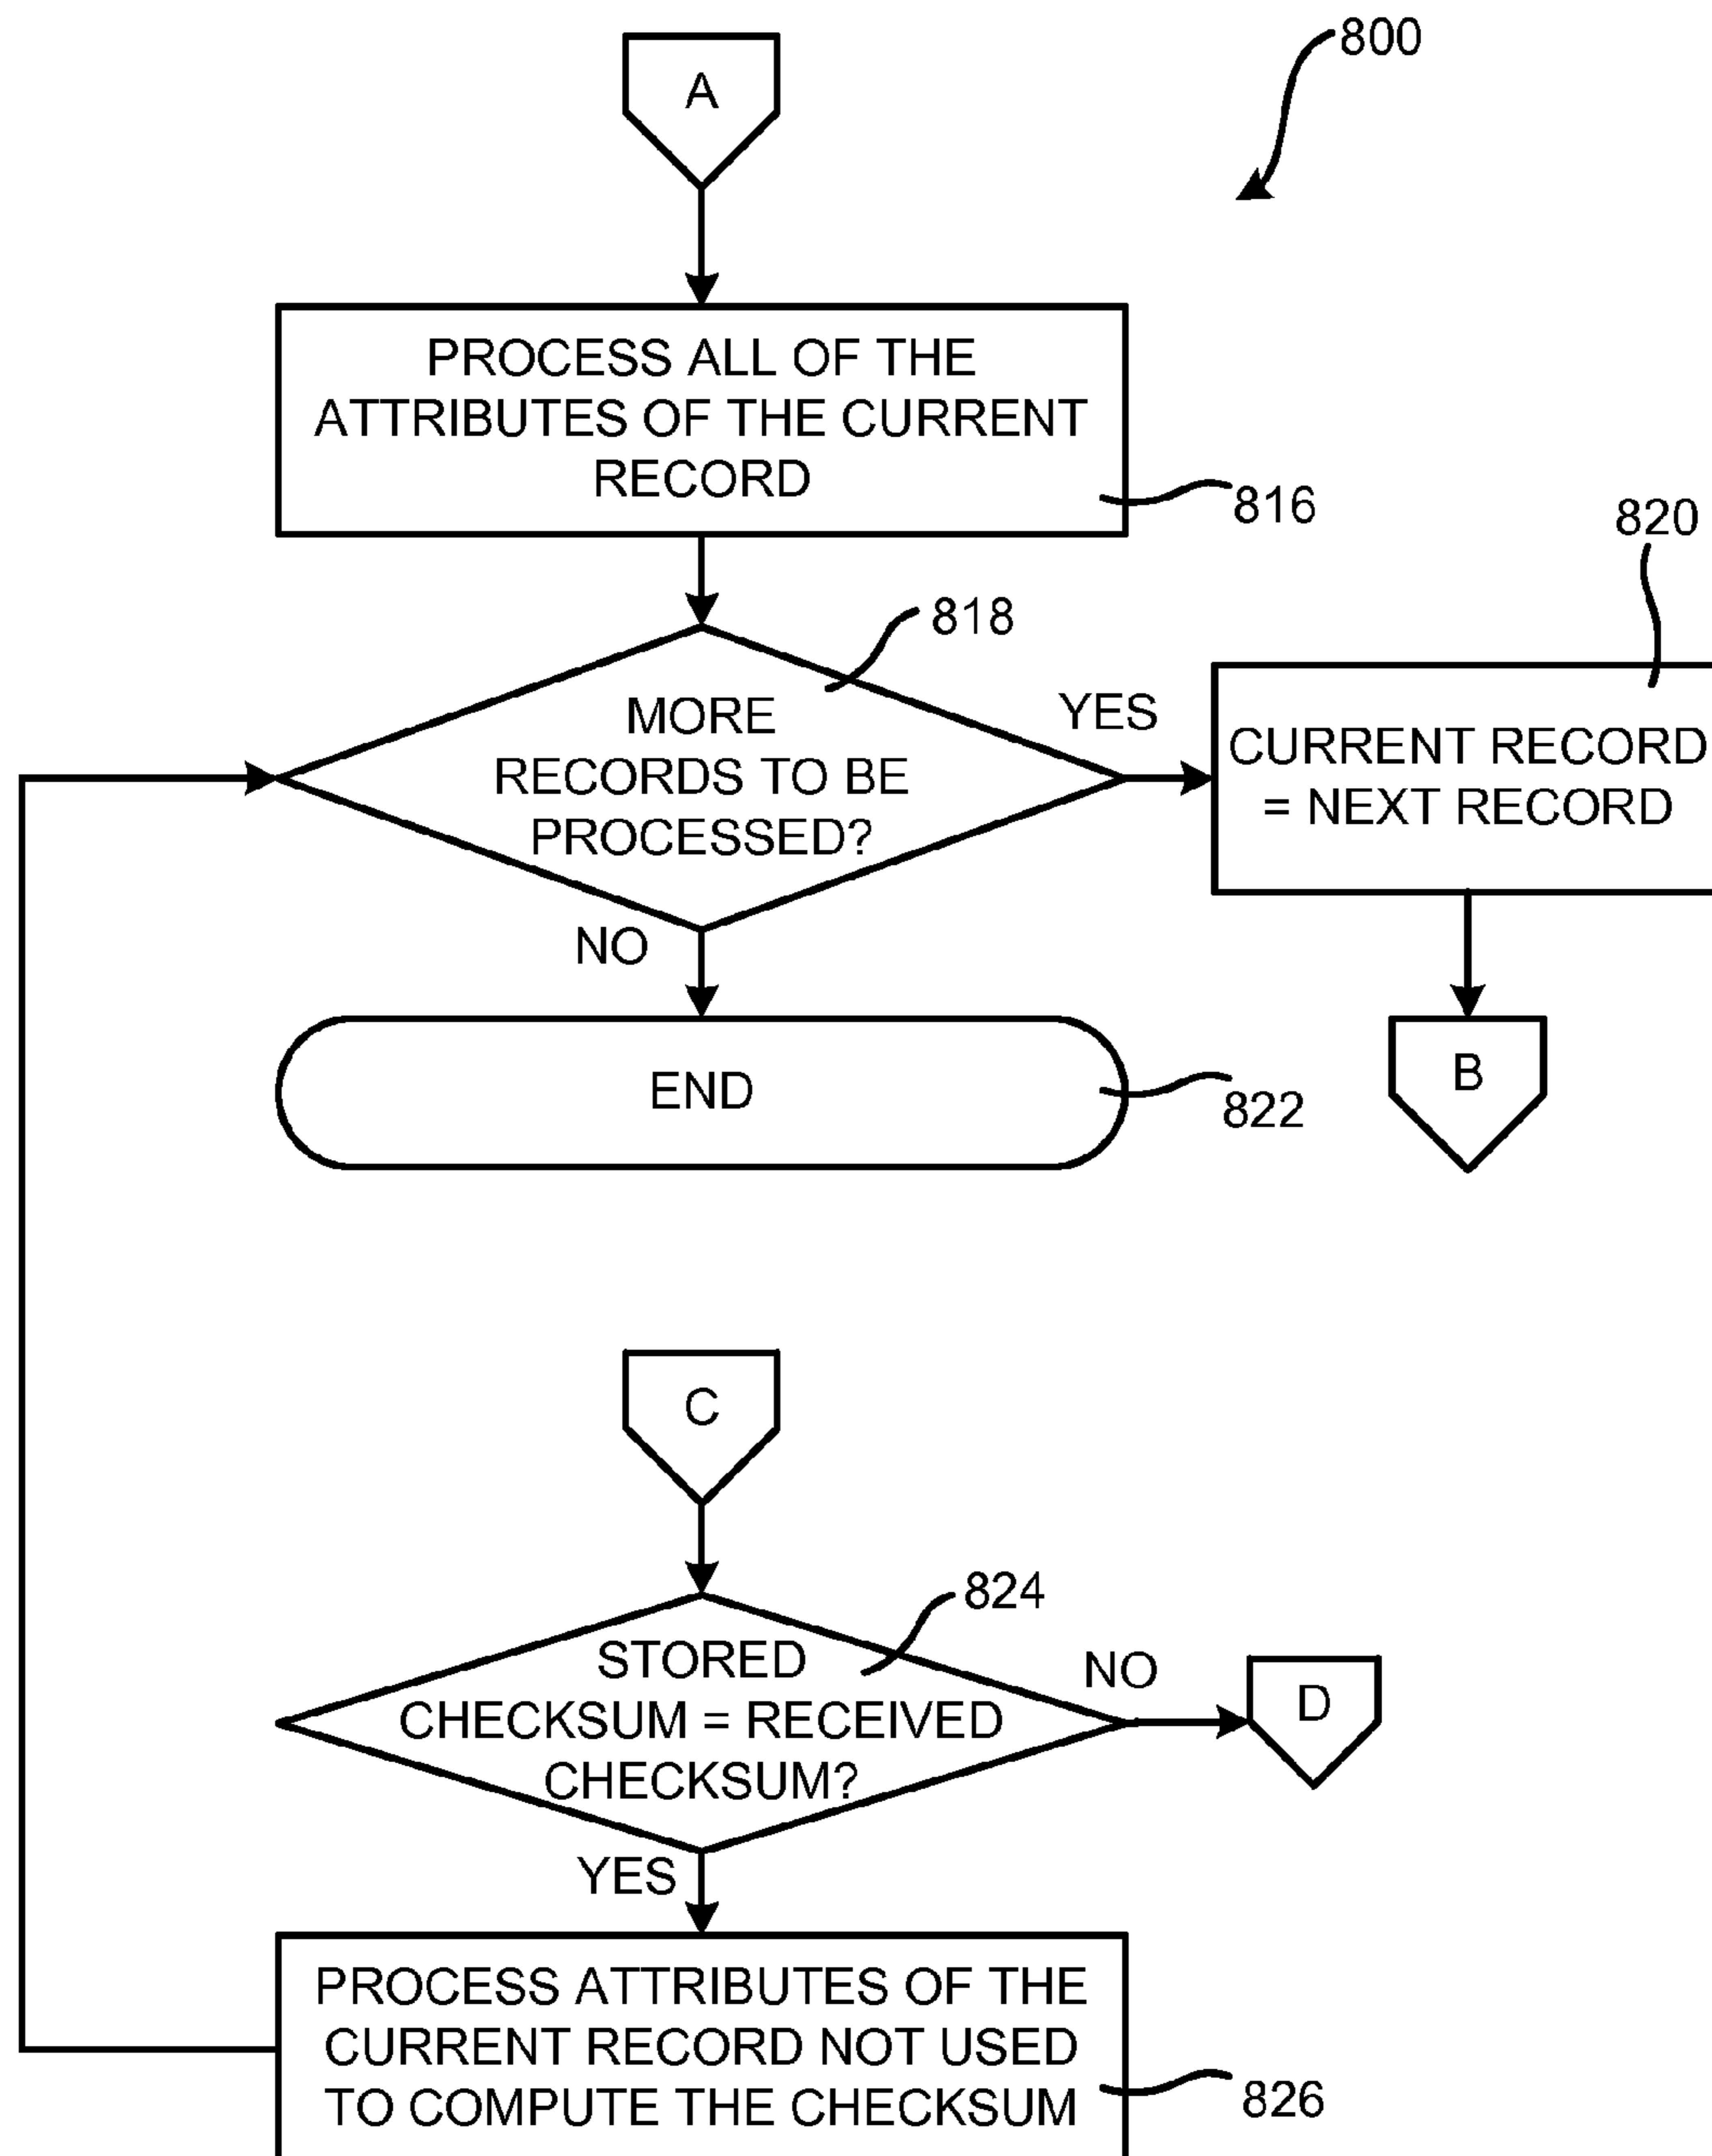 A
800
PROCESS ALL OF THE
ATTRIBUTES OF THE CURRENT
RECORD
816
820
818
MORE
RECORDS TO BE
PROCESSED?
YES
CURRENT RECORD
= NEXT RECORD
NO
END
822
B
C
824
STORED
CHECKSUM = RECEIVED
CHECKSUM?
NO
D
YES
PROCESS ATTRIBUTES OF THE
CURRENT RECORD NOT USED
TO COMPUTE THE CHECKSUM
826